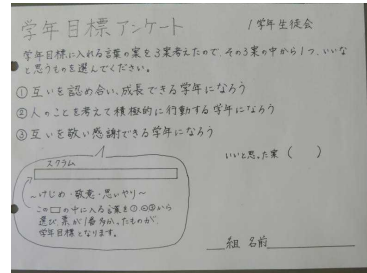 学年目標アンケート
1学年生徒会
学年目標に入れる言葉の案を3案考えたので、その3案の中から1つ、いいな
と思うものを選んでください。
①互いを認め合い、成長できる学年になろう
②人のことを考えて積極的に行動する学年になろう
③互いを敬い感謝できる学年になろう
スクラム
~けじめ・敬意・思いやり~
この□の中に入る言葉を①②③から
選び票が1番多かったものが、
学年目標となります。
いいと思った案( )
組 名前